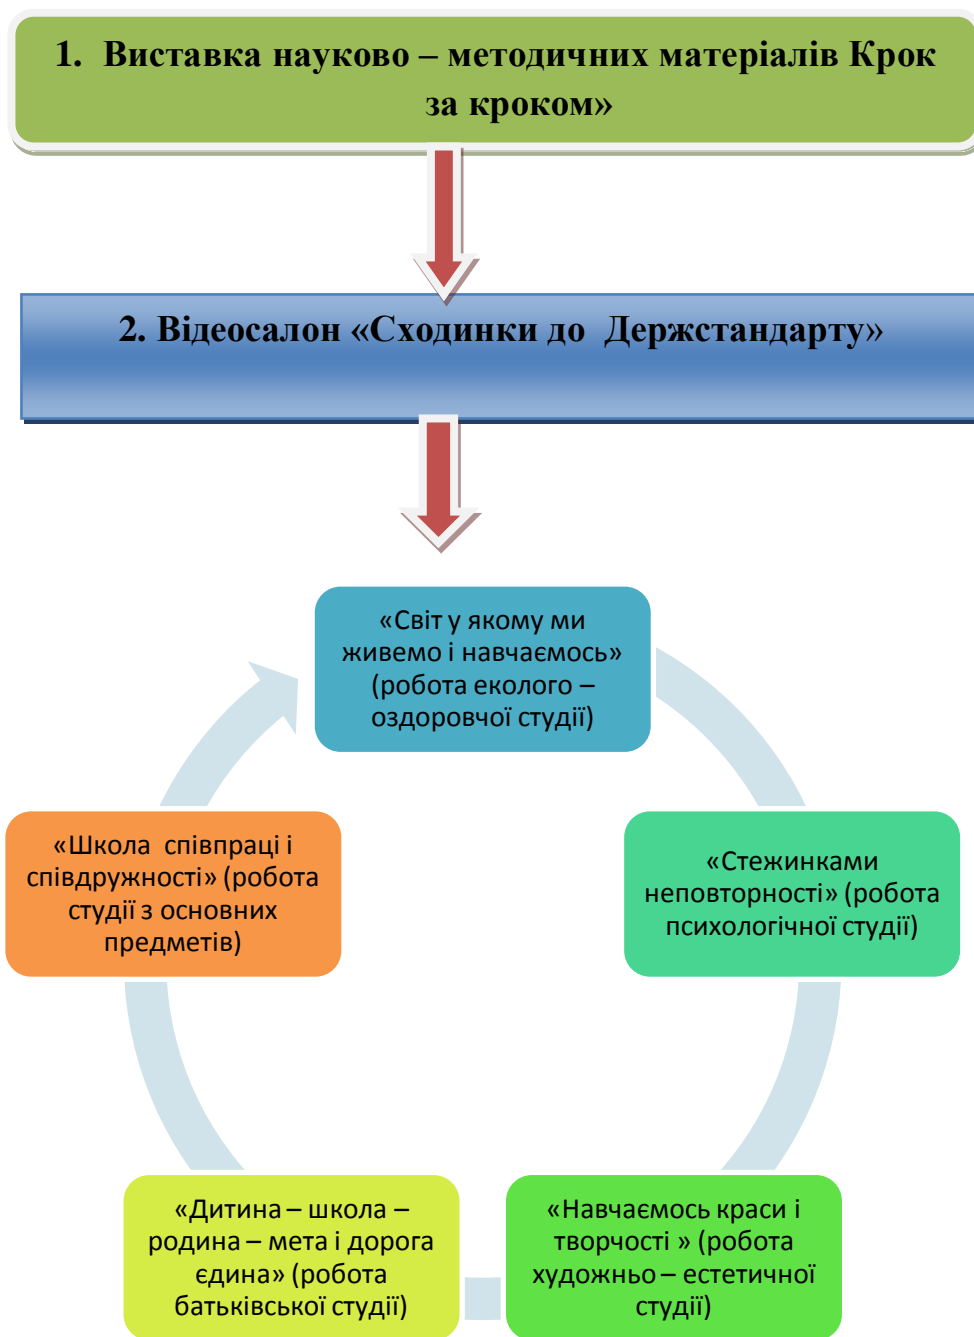 1. Виставка науково – методичних матеріалів Крок
за кроком»
2. Відеосалон «Сходинки до Держстандарту»
«Світ у якому ми
живемо і навчаємось»
(робота еколого –
оздоровчої студії)
«Стежинками
неповторності» (робота
психологічної студії)
«Навчаємось краси і
творчості » (робота
художньо – естетичної
студії)
«Дитина – школа –
родина – мета і дорога
єдина» (робота
батьківської студії)
«Школа співпраці і
співдружності» (робота
студії з основних
предметів)